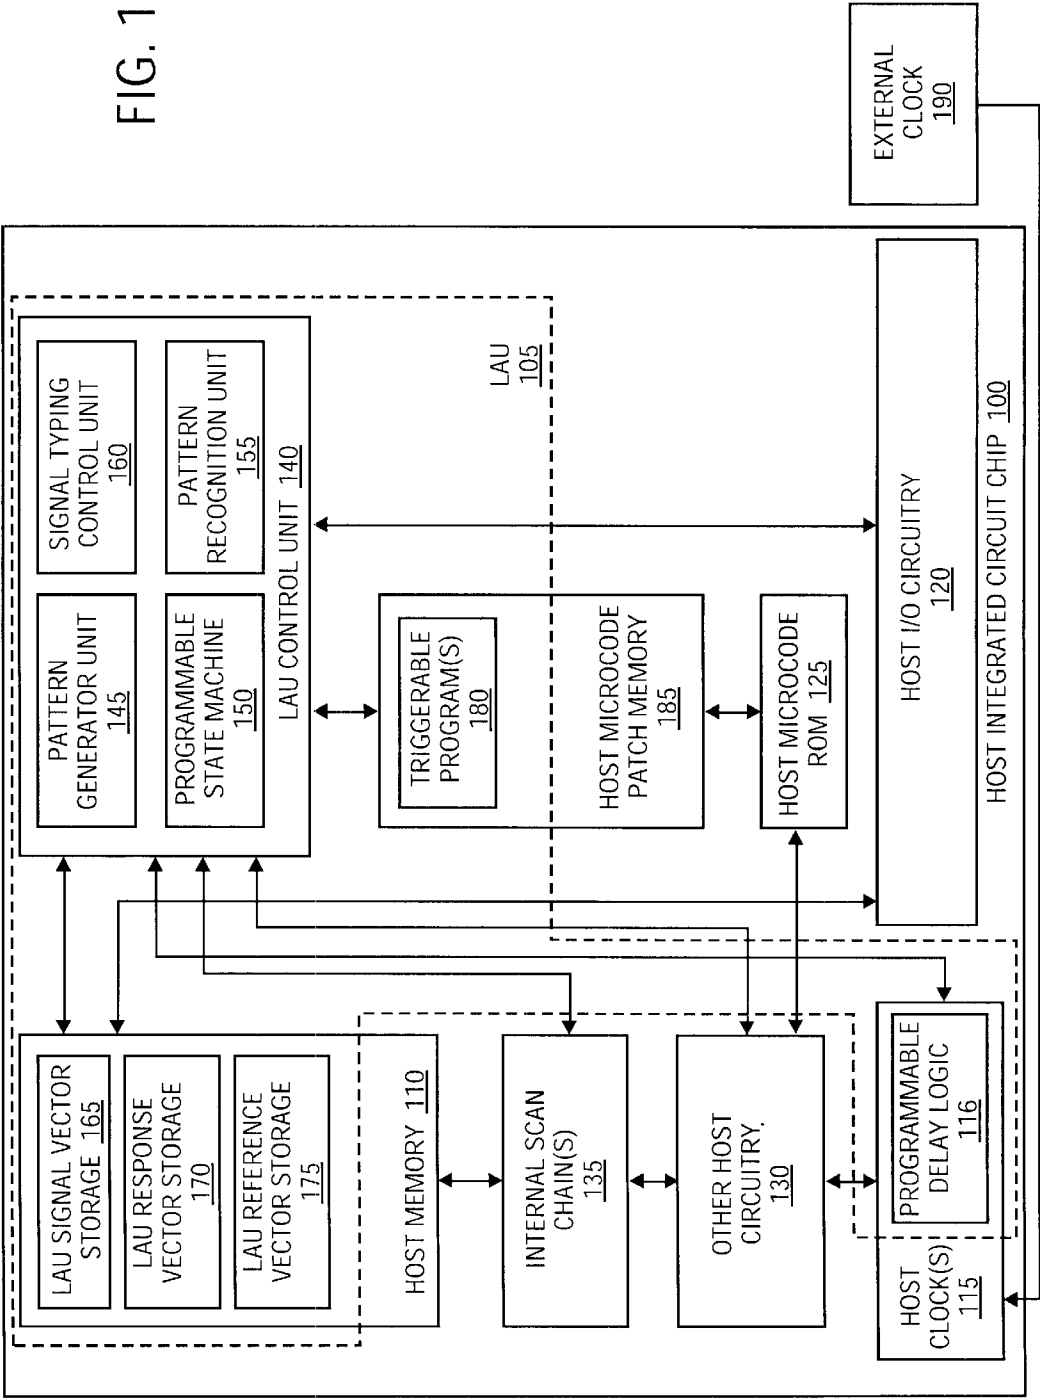 FIG. 1
LAU SIGNAL VECTOR
STORAGE 165
LAU RESPONSE
VECTOR STORAGE
170
LAU REFERENCE
VECTOR STORAGE
175
HOST MEMORY 110
INTERNAL SCAN
CHAIN(S)
135
OTHER HOST
CIRCUITRY.
130
HOST
CLOCK(S)
115
PROGRAMMABLE
DELAY LOGIC
116
PATTERN
GENERATOR UNIT
145
SIGNAL TYPING
CONTROL UNIT
160
PROGRAMMABLE
STATE MACHINE
150
PATTERN
RECOGNITION UNIT
155
LAU CONTROL UNIT 140
TRIGGERABLE
PROGRAM(S)
180
HOST MICROCODE
PATCH MEMORY
185
HOST MICROCODE
ROM 125
LAU
105
HOST I/O CIRCUITRY
120
HOST INTEGRATED CIRCUIT CHIP 100
EXTERNAL
CLOCK
190